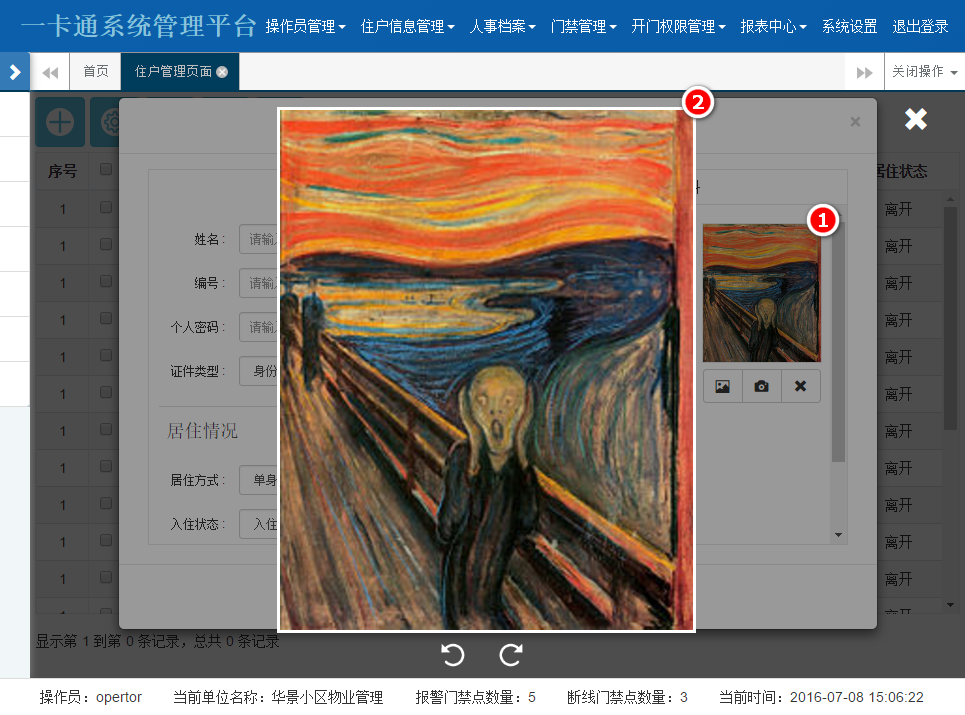 一卡通系统管理平台 操作员管理 住户信息管理 人事档案 门禁管理 开门权限管理 报表中心 系统设置 退出登录
首页 住户管理页面 关闭操作
2
序号 居住状态
1 离开
1
姓名: 请输
1 离开
编号: 请输
1 离开
个人密码: 请输
1 离开
证件类型: 身份
1 离开
1 离开
居住情况
1 离开
1 离开
居住方式: 单身
1 离开
入住状态: 入住
1 离开
1 离开
显示第 1 到第 0 条记录，总共 0 条记录
操作员：opertor 当前单位名称：华景小区物业管理 报警门禁点数量：5 断线门禁点数量：3 当前时间：2016-07-08 15:06:22